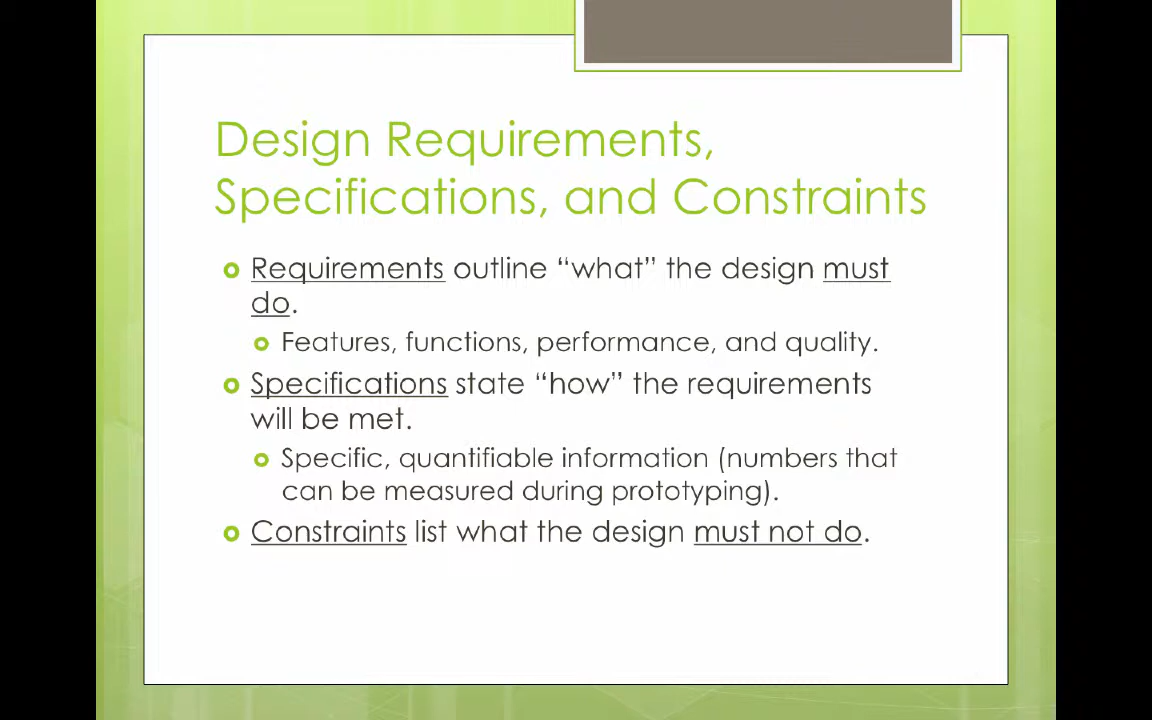 Design Requirements,
Specifications, and Constraints
Requirements outline “what” the design must
do.
Features, functions, performance, and quality.
Specifications state “how” the requirements
will be met.
Specific, quantifiable information (numbers that
can be measured during prototyping).
Constraints list what the design must not do.